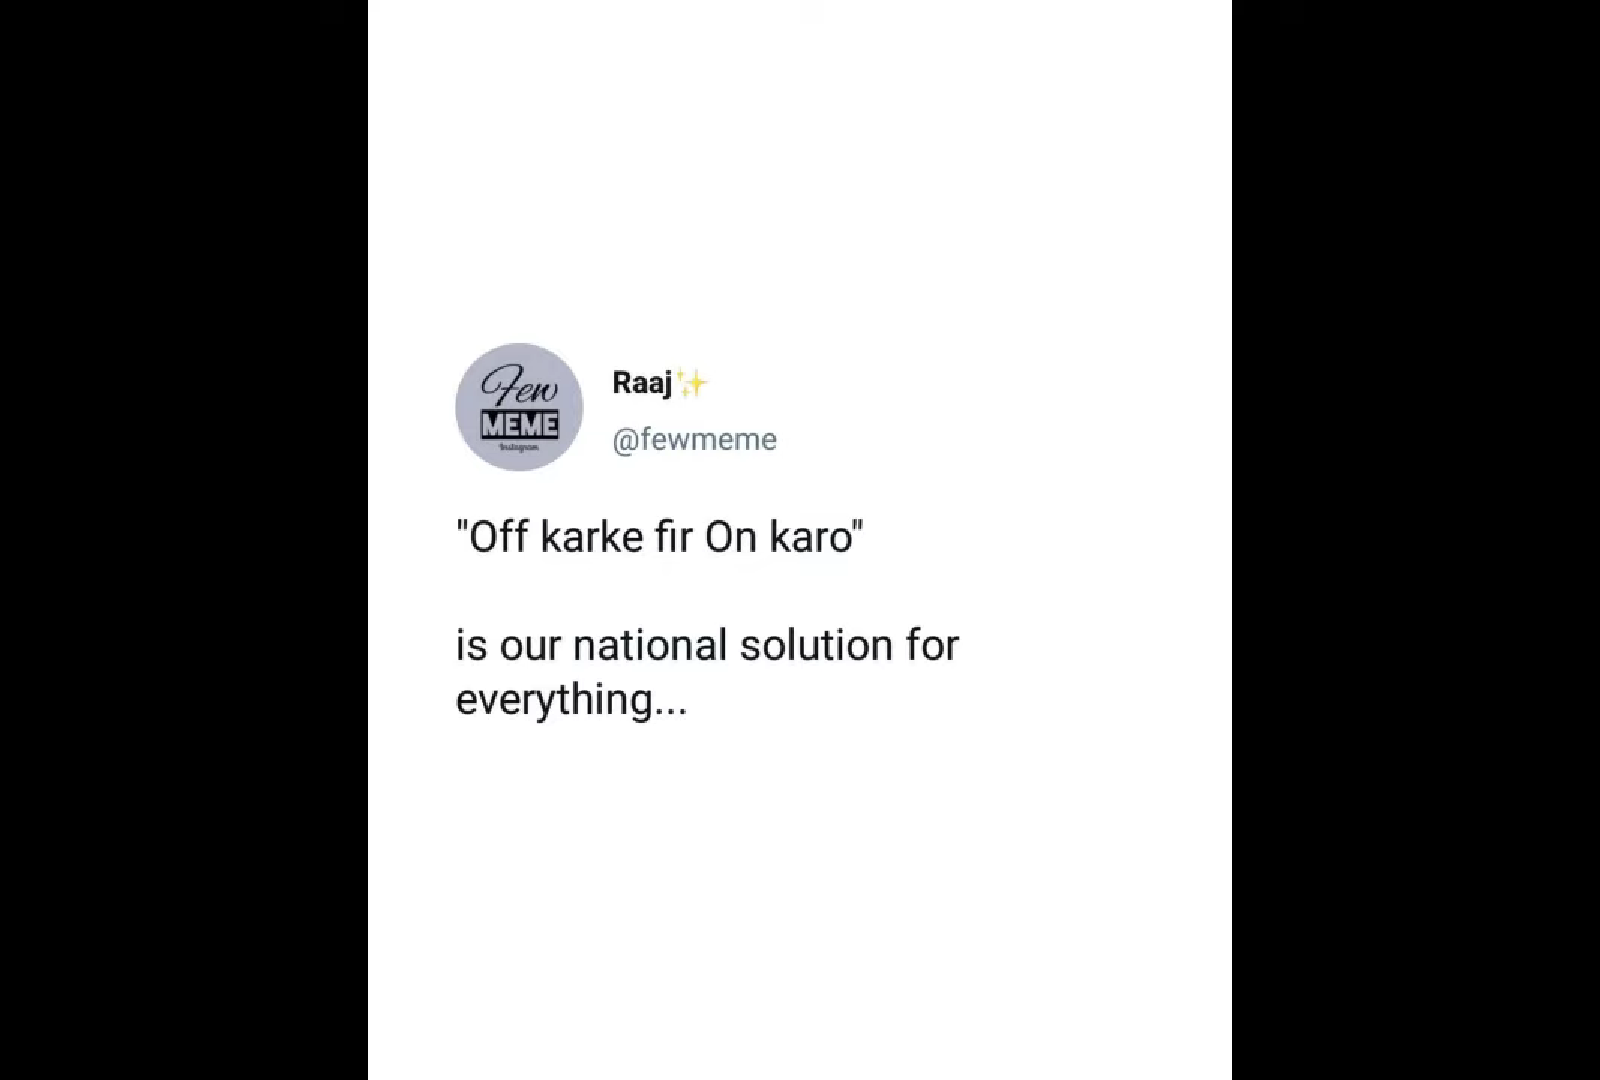 Few
MEME
Instagram
Raaj✨
@fewmeme
"Off karke fir On karo"
is our national solution for
everything...